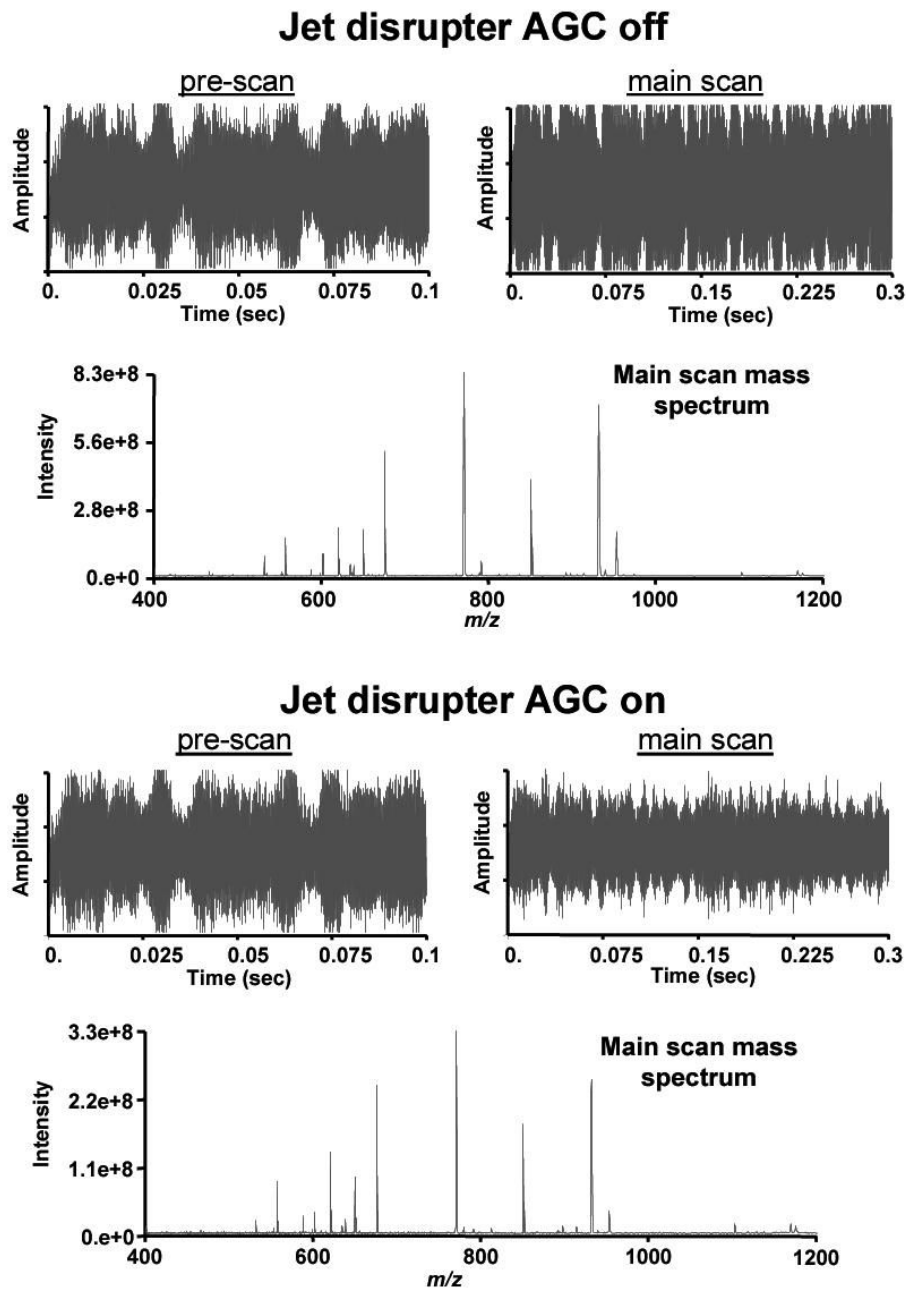 Jet disrupter AGC off
pre-scan
main scan
Amplitude
0.
0.025
0.05
0.075
0.1
Time (sec)
Amplitude
0.
0.075
0.15
0.225
0.3
Time (sec)
Main scan mass
spectrum
Intensity
8.3e+8
5.6e+8
2.8e+8
0.e+0
400
600
800
1000
1200
m/z
Jet disrupter AGC on
pre-scan
main scan
Amplitude
0.
0.025
0.05
0.075
0.1
Time (sec)
Amplitude
0.
0.075
0.15
0.225
0.3
Time (sec)
Main scan mass
spectrum
Intensity
3.3e+8
2.2e+8
1.1e+8
0.e+0
400
600
800
1000
1200
m/z